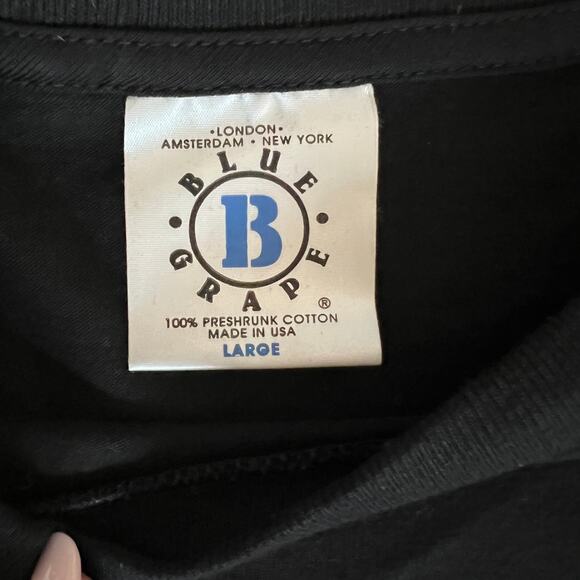 •LONDON•
AMSTERDAM • NEW YORK
• BLUE •
B
GRAPE
®
100% PRESHRUNK COTTON
MADE IN USA
LARGE